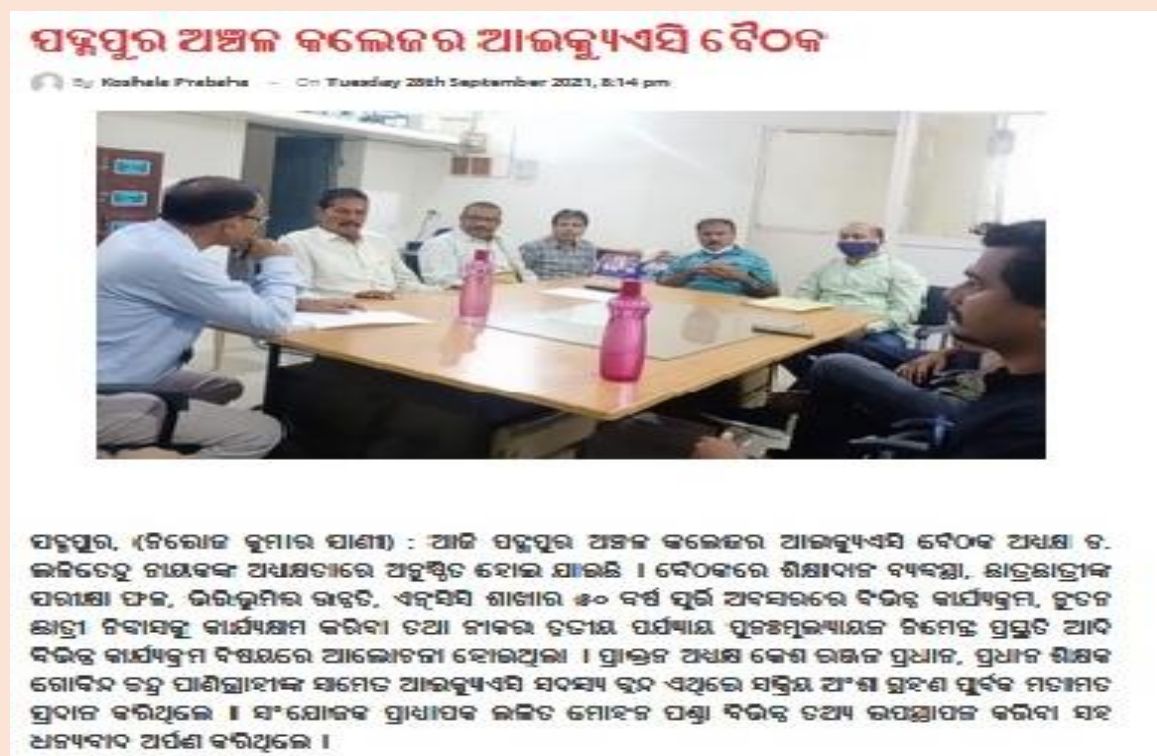 ପଦ୍ମପୁର ଅଞ୍ଚଳ କଲେଜର ଆଇକ୍ୟୁଏସି ବୈଠକ
By Koshala Prabaha – On Tuesday 28th September 2021, 8:14 pm
ପଦ୍ମପୁର, (ନିରୋଜ କୁମାର ପାଣୀ) : ଆଜି ପଦ୍ମପୁର ଅଞ୍ଚଳ କଲେଜର ଆଇକ୍ୟୁଏସି ବୈଠକ ଅଧ୍ୟକ୍ଷ ଡ.
ଲଳିତେନ୍ଦୁ ନାୟକଙ୍କ ଅଧ୍ୟକ୍ଷତାରେ ଅନୁଷ୍ଠିତ ହୋଇ ଯାଇଛି । ବୈଠକରେ ଶିକ୍ଷାଦାନ ବ୍ୟବସ୍ଥା, ଛାତ୍ରଛାତ୍ରୀଙ୍କ
ପରୀକ୍ଷା ଫଳ, ଭିତ୍ତିଭୂମିର ଉନ୍ନତି, ଏନ୍‌ସିସି ଶାଖାର ୫୦ ବର୍ଷ ପୂର୍ତ୍ତି ଅବସରରେ ବିଭିନ୍ନ କାର୍ଯ୍ୟକ୍ରମ, ନୂତନ
ଛାତ୍ରୀ ନିବାସକୁ କାର୍ଯ୍ୟକ୍ଷମ କରିବା ତଥା ନାକର ତୃତୀୟ ପର୍ଯ୍ୟାୟ ପୁନଃମୂଲ୍ୟାୟନ ନିମନ୍ତେ ପ୍ରସ୍ତୁତି ଆଦି
ବିଭିନ୍ନ କାର୍ଯ୍ୟକ୍ରମ ବିଷୟରେ ଆଲୋଚନା ହୋଇଥିଲା । ପ୍ରାକ୍ତନ ଅଧ୍ୟକ୍ଷ କେଶ ରଞ୍ଜନ ପ୍ରଧାନ, ପ୍ରଧାନ ଶିକ୍ଷକ
ଗୋବିନ୍ଦ ଚନ୍ଦ୍ର ପାଣିଗ୍ରାହୀଙ୍କ ସମେତ ଆଇକ୍ୟୁଏସି ସଦସ୍ୟ ବୃନ୍ଦ ଏଥିରେ ସକ୍ରିୟ ଅଂଶ ଗ୍ରହଣ ପୂର୍ବକ ମତାମତ
ପ୍ରଦାନ କରିଥିଲେ । ସଂଯୋଜକ ପ୍ରାଧ୍ୟାପକ ଲଳିତ ମୋହନ ପଣ୍ଡା ବିଭିନ୍ନ ତଥ୍ୟ ଉପସ୍ଥାପନ କରିବା ସହ
ଧନ୍ୟବାଦ ଅର୍ପଣ କରିଥିଲେ ।